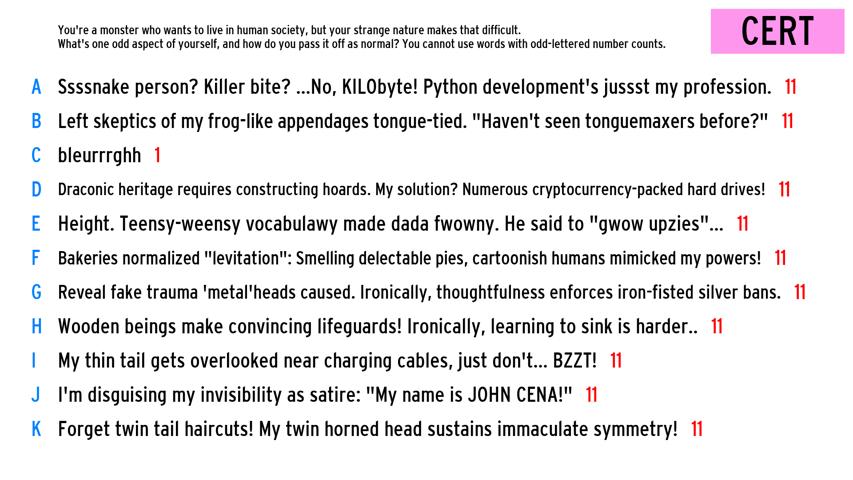 You're a monster who wants to live in human society, but your strange nature makes that difficult.
What's one odd aspect of yourself, and how do you pass it off as normal? You cannot use words with odd-lettered number counts.
CERT
A Ssssnake person? Killer bite? ...No, KILObyte! Python development's jussst my profession. 11
B Left skeptics of my frog-like appendages tongue-tied. "Haven't seen tonguemaxers before?" 11
C bleurrrghh 1
D Draconic heritage requires constructing hoards. My solution? Numerous cryptocurrency-packed hard drives! 11
E Height. Teensy-weensy vocabulawy made dada fwowny. He said to "gwow upzies"... 11
F Bakeries normalized "levitation": Smelling delectable pies, cartoonish humans mimicked my powers! 11
G Reveal fake trauma 'metal'heads caused. Ironically, thoughtfulness enforces iron-fisted silver bans. 11
H Wooden beings make convincing lifeguards! Ironically, learning to sink is harder.. 11
I My thin tail gets overlooked near charging cables, just don't... BZZT! 11
J I'm disguising my invisibility as satire: "My name is JOHN CENA!" 11
K Forget twin tail haircuts! My twin horned head sustains immaculate symmetry! 11